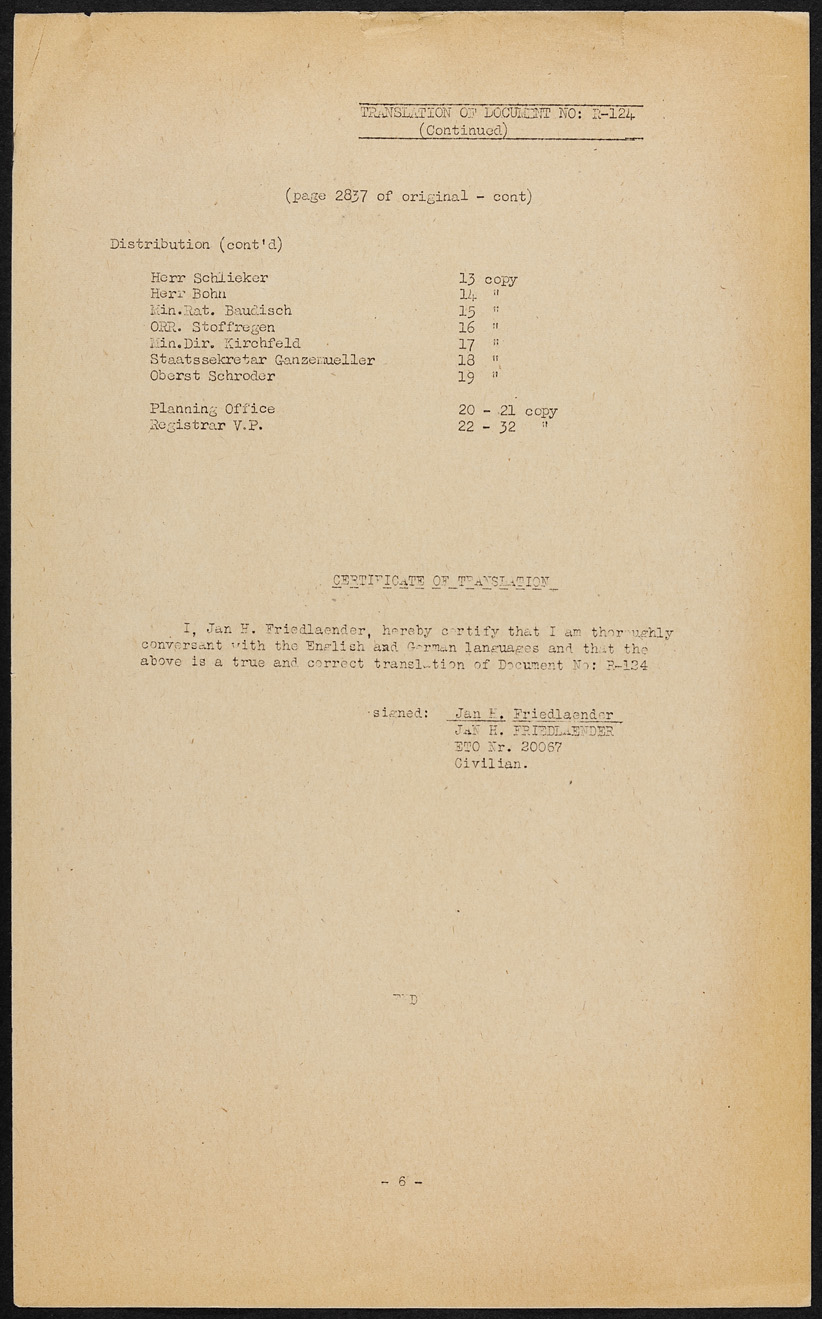 TRANSLATION OF DOCUMENT NO: R-124
(Continued)
(page 2837 of original - cont)
Distribution (cont'd)
Herr Schlieker 13 copy
Herr Bohn 14 "
Min.Rat. Baudisch 15 "
ORR. Stoffregen 16 "
Min.Dir. Kirchfeld 17 "
Staatssekretar Ganzemueller 18 "
Oberst Schroder 19 "
Planning Office 20 - 21 copy
Registrar V.P. 22 - 32 "
CERTIFICATE OF TRANSLATION
I, Jan H. Friedlaender, hereby certify that I am thoroughly
conversant with the English and German languages and that the
above is a true and correct translation of Document No: R-124
signed: Jan H. Friedlaender
JAN H. FRIEDLAENDER
ETO Nr. 20067
Civilian.
END
- 6 -